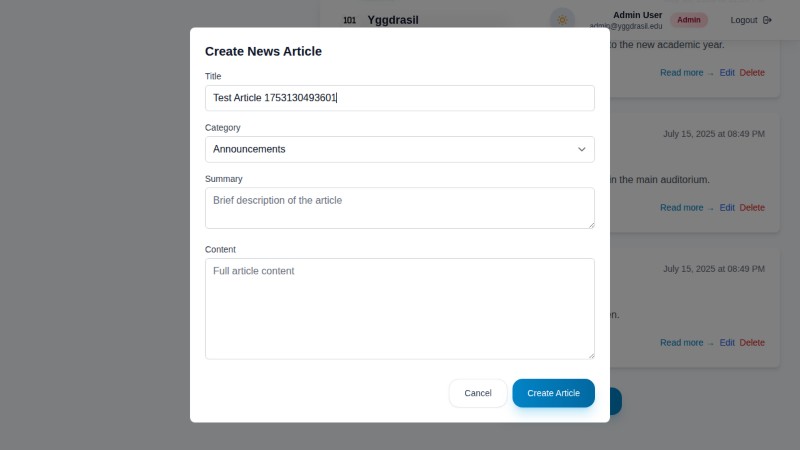 101 Yggdrasil
Admin User
admin@yggdrasil.edu
Admin
Logout
to the new academic year.
Read more → Edit Delete
July 15, 2025 at 08:49 PM
in the main auditorium.
Read more → Edit Delete
July 15, 2025 at 08:49 PM
Read more → Edit Delete
Create News Article
Title
Test Article 1753130493601
Category
Announcements
Summary
Brief description of the article
Content
Full article content
Cancel
Create Article